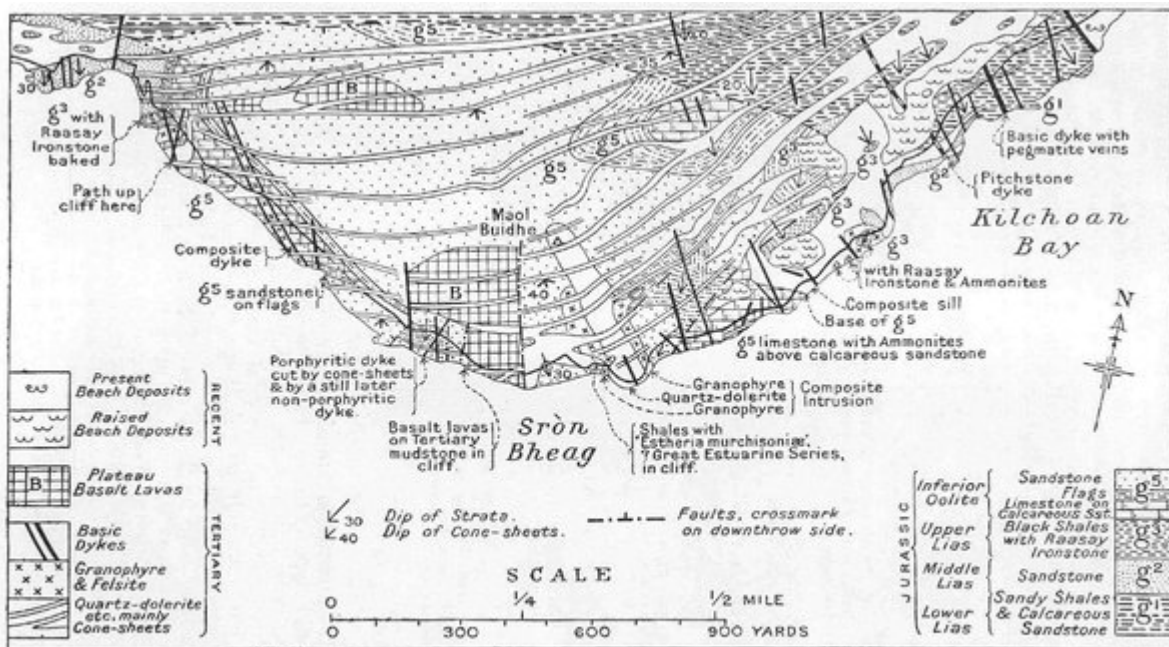 g5
40
35
20
30
g2
B
g3 with
Raasay
Ironstone
baked
Path up
cliff here
g5
g5
g5
g5
g3
g1
Basic dyke with
pegmatite veins
g2
Pitchstone
dyke
Kilchoan
Bay
Maol
Buidhe
g3
g3
with Raasay
Ironstone & Ammonites
Composite
dyke
g5 sandstone
on flags
B
40
Composite sill
Base of g5
g5 limestone with Ammonites
above calcareous sandstone
N
30
Porphyritic dyke
cut by cone-sheets
& by a still later
non-porphyritic
dyke.
Basalt lavas
on Tertiary
mudstone in
cliff.
Sròn
Bheag
Granophyre
Quartz-dolerite
Granophyre
Composite
Intrusion
Shales with
"Estheria murchisoniæ",
? Great Estuarine Series,
in cliff.
Present
Beach Deposits
Raised
Beach Deposits
RECENT
B
Plateau
Basalt Lavas
Basic
Dykes
Granophyre
& Felsite
Quartz-dolerite
etc. mainly
Cone-sheets
TERTIARY
30
Dip of Strata.
40
Dip of Cone-sheets.
Faults, crossmark
on downthrow side.
SCALE
0 1/4 1/2 MILE
0 300 600 900 YARDS
JURASSIC
Inferior
Oolite
Sandstone
Flags
Limestone on
Calcareous Sst.
g5
Upper
Lias
Black Shales
with Raasay
Ironstone
g3
Middle
Lias
Sandstone
g2
Lower
Lias
Sandy Shales
& Calcareous
Sandstone
g1